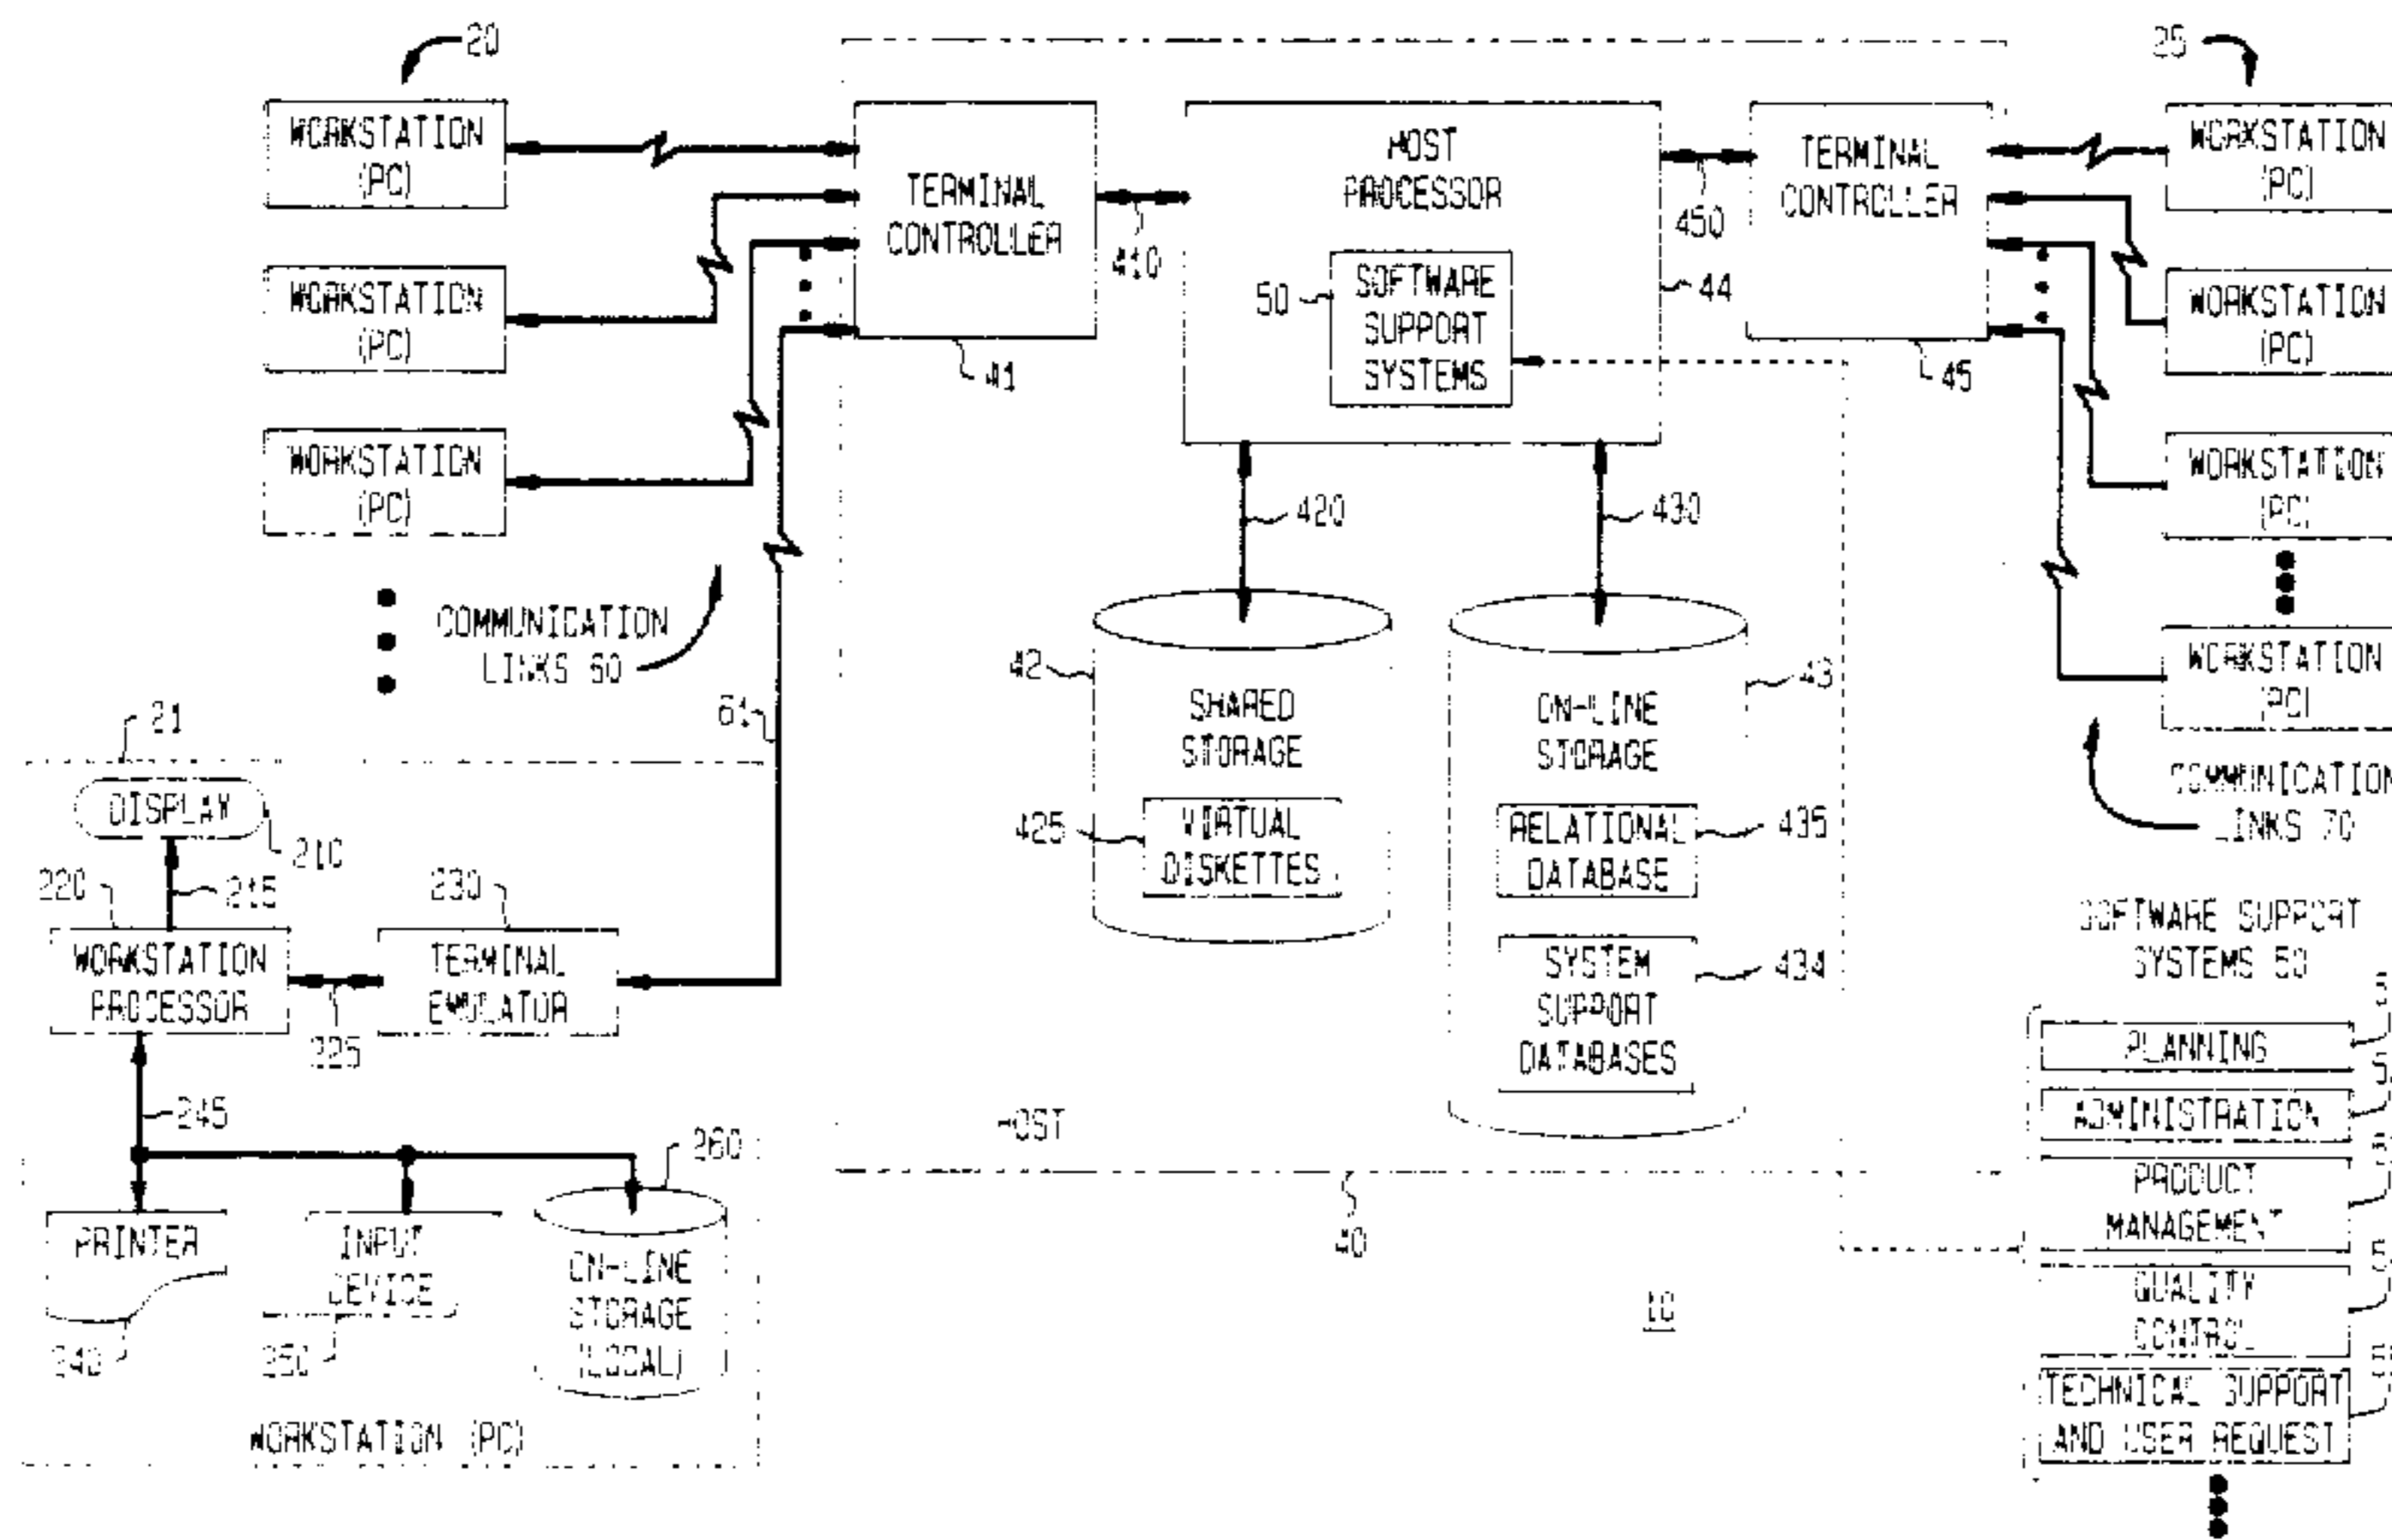 20
WORKSTATION
(PC)
WORKSTATION
(PC)
WORKSTATION
(PC)
COMMUNICATION
LINKS 60
61
TERMINAL
CONTROLLER
41
410
HOST
PROCESSOR
44
50
SOFTWARE
SUPPORT
SYSTEMS
450
TERMINAL
CONTROLLER
45
25
WORKSTATION
(PC)
WORKSTATION
(PC)
WORKSTATION
(PC)
WORKSTATION
(PC)
COMMUNICATION
LINKS 70
420
430
42
SHARED
STORAGE
425
VIRTUAL
DISKETTES
43
ON-LINE
STORAGE
RELATIONAL
DATABASE
435
SYSTEM
SUPPORT
DATABASES
434
HOST
40
10
21
DISPLAY
210
215
220
WORKSTATION
PROCESSOR
225
230
TERMINAL
EMULATOR
245
PRINTER
240
INPUT
DEVICE
250
260
ON-LINE
STORAGE
(LOCAL)
WORKSTATION (PC)
SOFTWARE SUPPORT
SYSTEMS 50
PLANNING
ADMINISTRATION
PRODUCT
MANAGEMENT
QUALITY
CONTROL
TECHNICAL SUPPORT
AND USER REQUEST